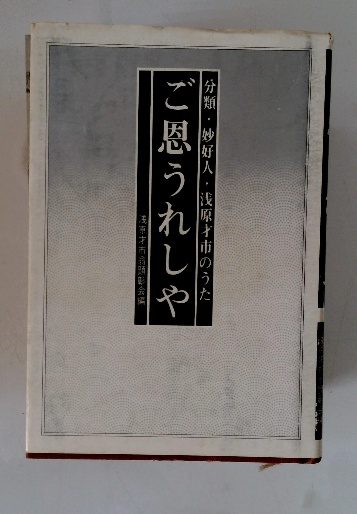 分類・妙好人・浅原才市のうた
ご恩うれしや
浅原才市翁顕彰会編